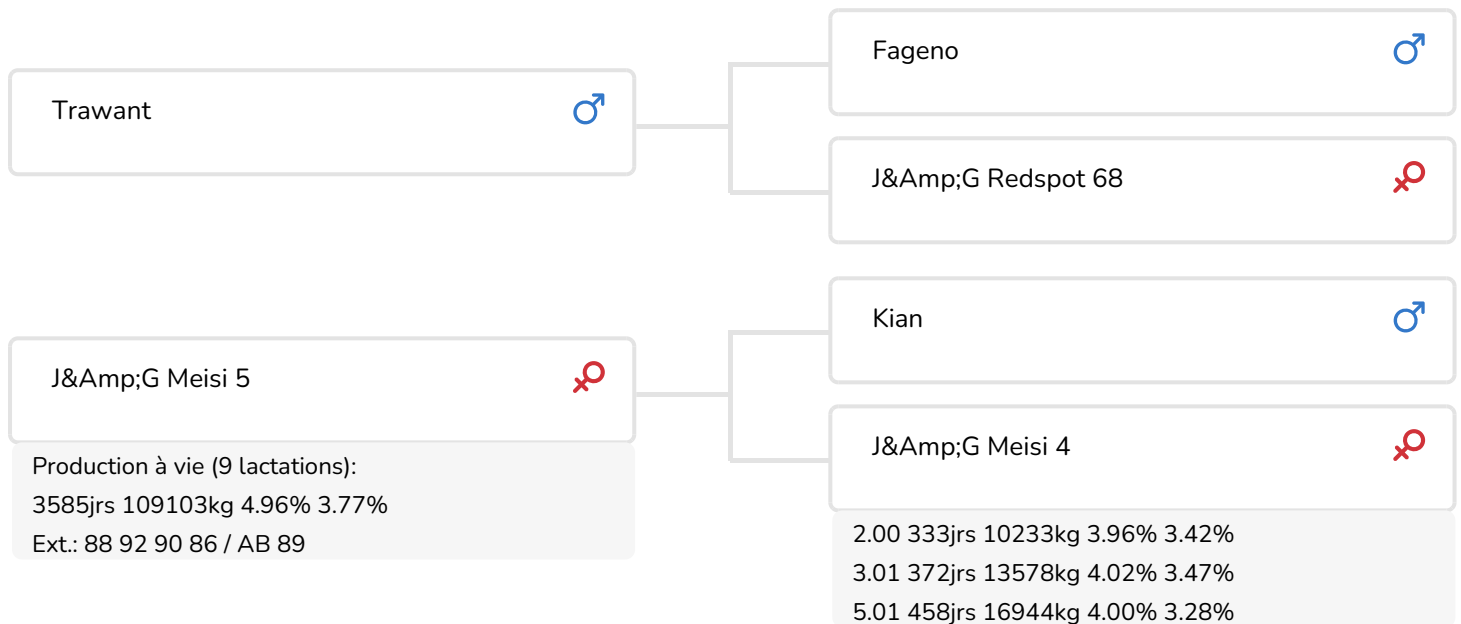 Trawant
Fageno
J&Amp;G Redspot 68
J&Amp;G Meisi 5
Production à vie (9 lactations):
3585jrs 109103kg 4.96% 3.77%
Ext.: 88 92 90 86 / AB 89
Kian
J&Amp;G Meisi 4
2.00 333jrs 10233kg 3.96% 3.42%
3.01 372jrs 13578kg 4.02% 3.47%
5.01 458jrs 16944kg 4.00% 3.28%